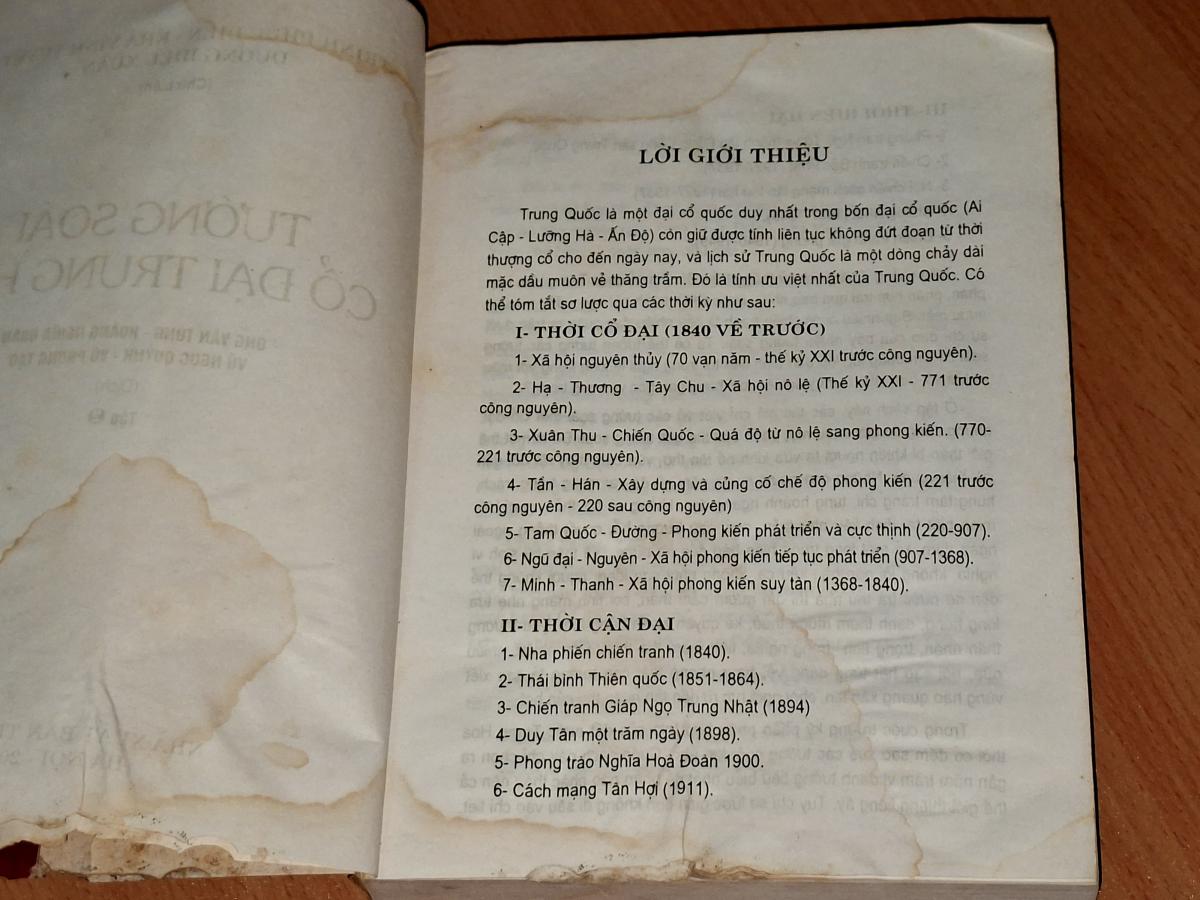 LỜI GIỚI THIỆU
Trung Quốc là một đại cổ quốc duy nhất trong bốn đại cổ quốc (Ai
Cập - Lưỡng Hà - Ấn Độ) còn giữ được tính liên tục không đứt đoạn từ thời
thượng cổ cho đến ngày nay, và lịch sử Trung Quốc là một dòng chảy dài
mặc dầu muôn vẻ thăng trầm. Đó là tính ưu việt nhất của Trung Quốc. Có
thể tóm tắt sơ lược qua các thời kỳ như sau:
I- THỜI CỔ ĐẠI (1840 VỀ TRƯỚC)
1- Xã hội nguyên thủy (70 vạn năm - thế kỷ XXI trước công nguyên).
2- Hạ - Thương - Tây Chu - Xã hội nô lệ (Thế kỷ XXI - 771 trước
công nguyên).
3- Xuân Thu - Chiến Quốc - Quá độ từ nô lệ sang phong kiến. (770-
221 trước công nguyên).
4- Tần - Hán - Xây dựng và củng cố chế độ phong kiến (221 trước
công nguyên - 220 sau công nguyên)
5- Tam Quốc - Đường - Phong kiến phát triển và cực thịnh (220-907).
6- Ngũ đại - Nguyên - Xã hội phong kiến tiếp tục phát triển (907-1368).
7- Minh - Thanh - Xã hội phong kiến suy tàn (1368-1840).
II- THỜI CẬN ĐẠI
1- Nha phiến chiến tranh (1840).
2- Thái bình Thiên quốc (1851-1864).
3- Chiến tranh Giáp Ngọ Trung Nhật (1894)
4- Duy Tân một trăm ngày (1898).
5- Phong trào Nghĩa Hoà Đoàn 1900.
6- Cách mạng Tân Hợi (1911).